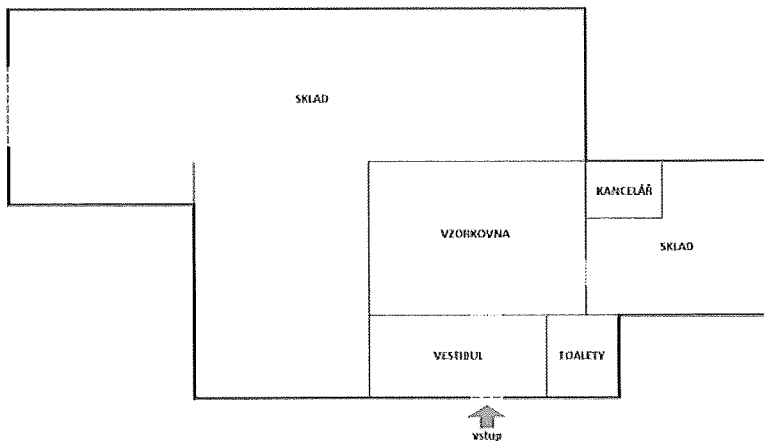 SKLAD
KANCELÁŘ
VZORKOVNA
SKLAD
VESTIBUL
TOALETY
vstup